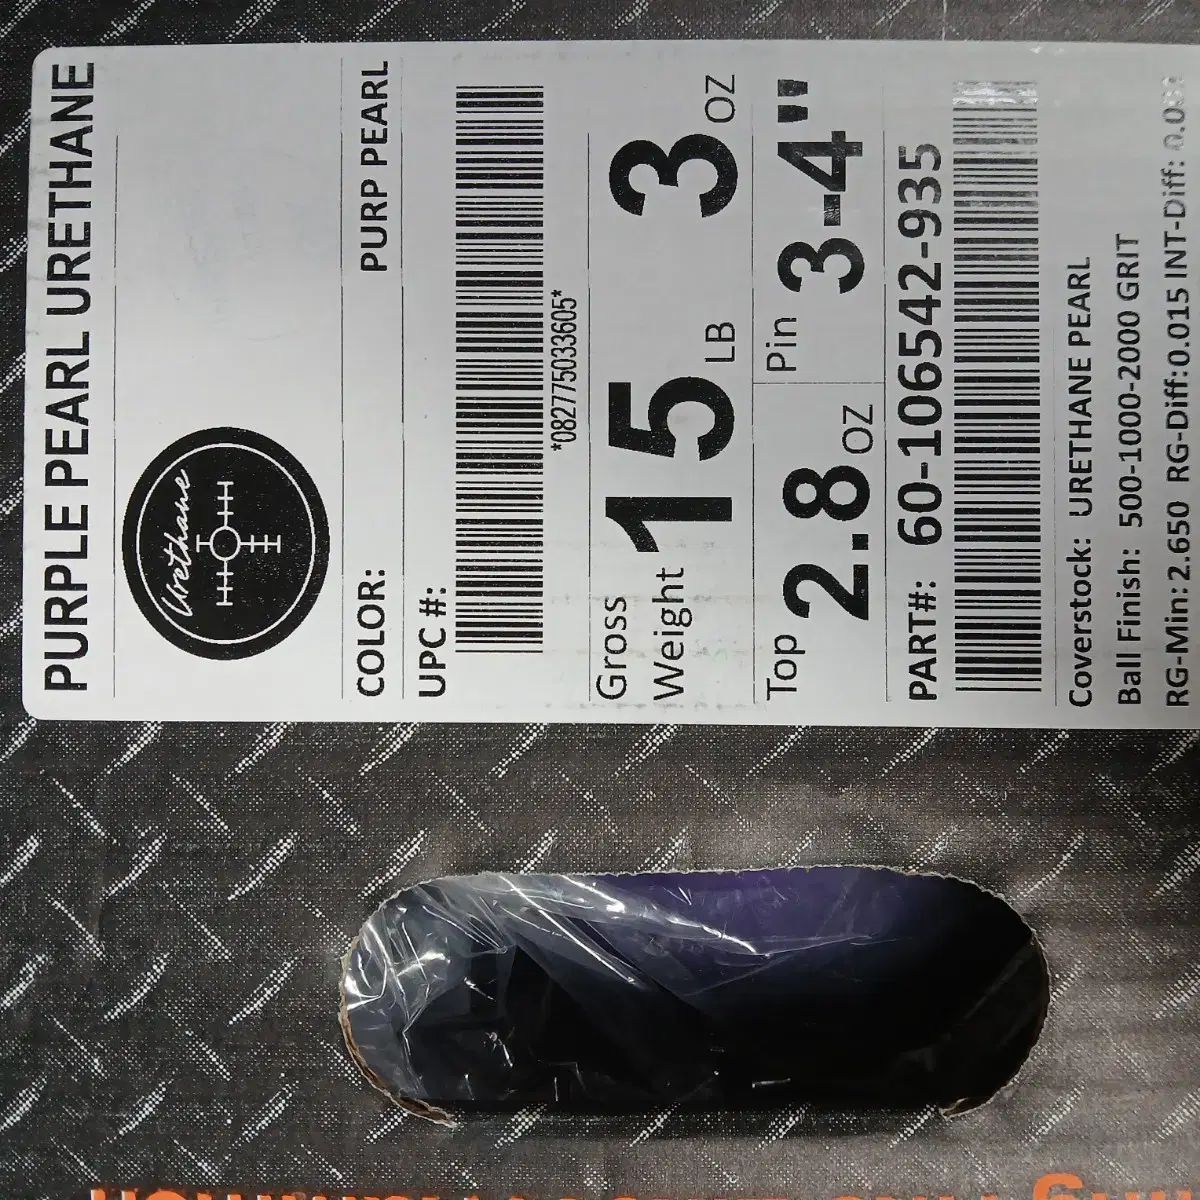 PURPLE PEARL URETHANE
Urethane
COLOR: PURP PEARL
UPC #:
*082775033605*
Gross Weight 15 LB 3 OZ
Top 2.8 OZ Pin 3-4"
PART#: 60-106542-935
Coverstock: URETHANE PEARL
Ball Finish: 500-1000-2000 GRIT
RG-Min: 2.650 RG-Diff: 0.015 INT-Diff: